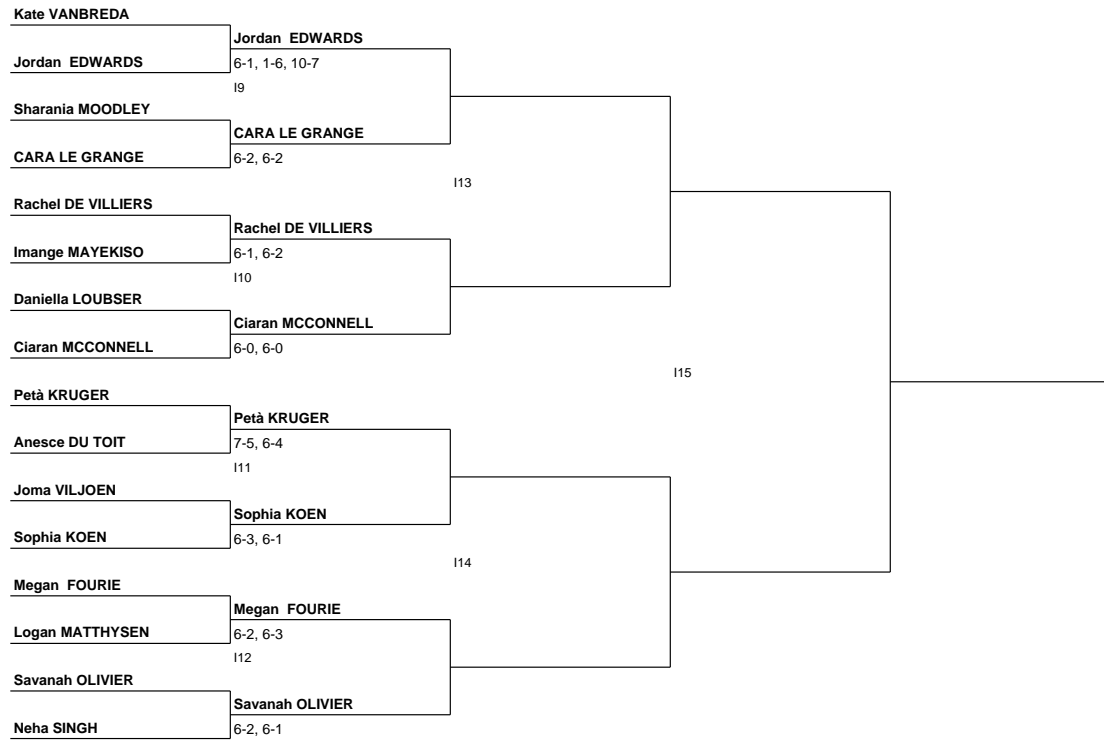 Kate VANBREDA
Jordan  EDWARDS
Jordan  EDWARDS
6-1, 1-6, 10-7
I9
Sharania MOODLEY
CARA LE GRANGE
CARA LE GRANGE
6-2, 6-2
I13
Rachel DE VILLIERS
Rachel DE VILLIERS
Imange MAYEKISO
6-1, 6-2
I10
Daniella LOUBSER
Ciaran MCCONNELL
Ciaran MCCONNELL
6-0, 6-0
I15
Petà KRUGER
Petà KRUGER
Anesce DU TOIT
7-5, 6-4
I11
Joma VILJOEN
Sophia KOEN
Sophia KOEN
6-3, 6-1
I14
Megan  FOURIE
Megan  FOURIE
Logan MATTHYSEN
6-2, 6-3
I12
Savanah OLIVIER
Savanah OLIVIER
Neha SINGH
6-2, 6-1